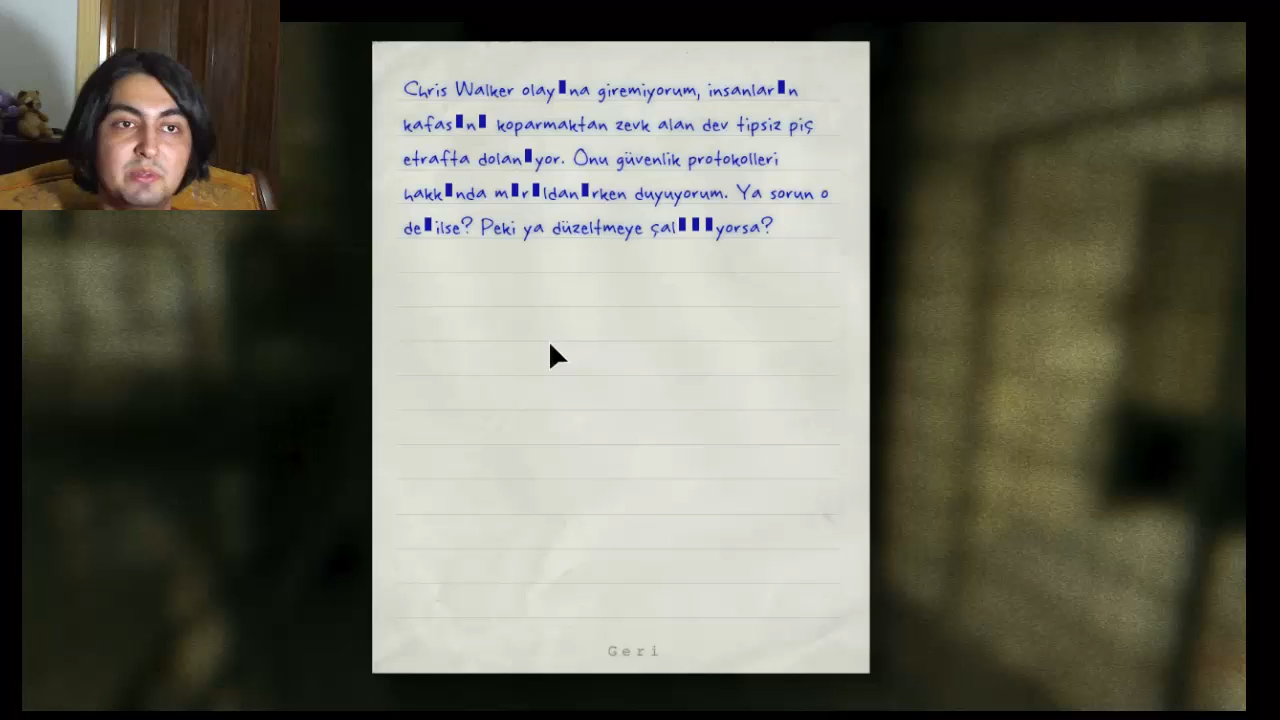 Chris Walker olay▮na giremiyorum, insanlar▮n
kafas▮n▮ koparmaktan zevk alan dev tipsiz piç
etrafta dolan▮yor. Onu güvenlik protokolleri
hakk▮nda m▮r▮ldan▮rken duyuyorum. Ya sorun o
de▮ilse? Peki ya düzeltmeye çal▮▮▮yorsa?
Geri